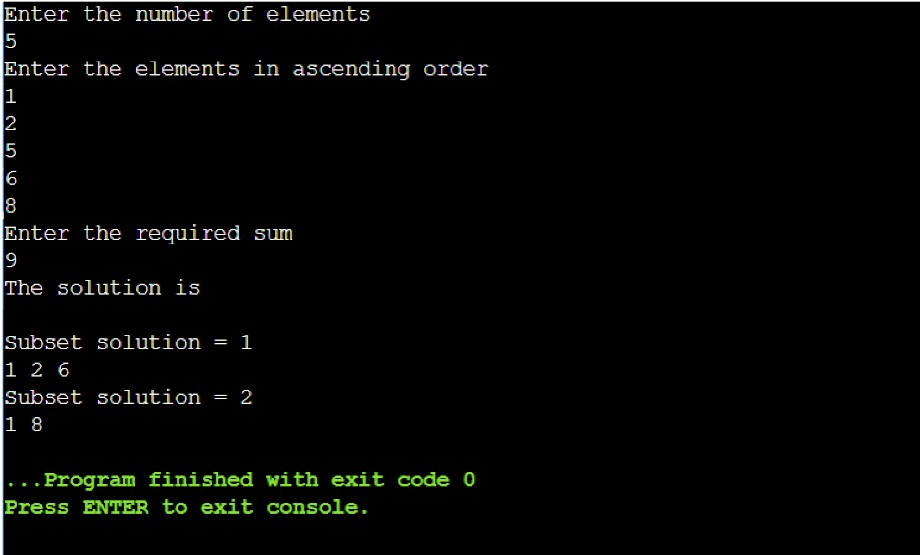 Enter the number of elements
5
Enter the elements in ascending order
1
2
5
6
8
Enter the required sum
9
The solution is
Subset solution = 1
1 2 6
Subset solution = 2
1 8
...Program finished with exit code 0
Press ENTER to exit console.